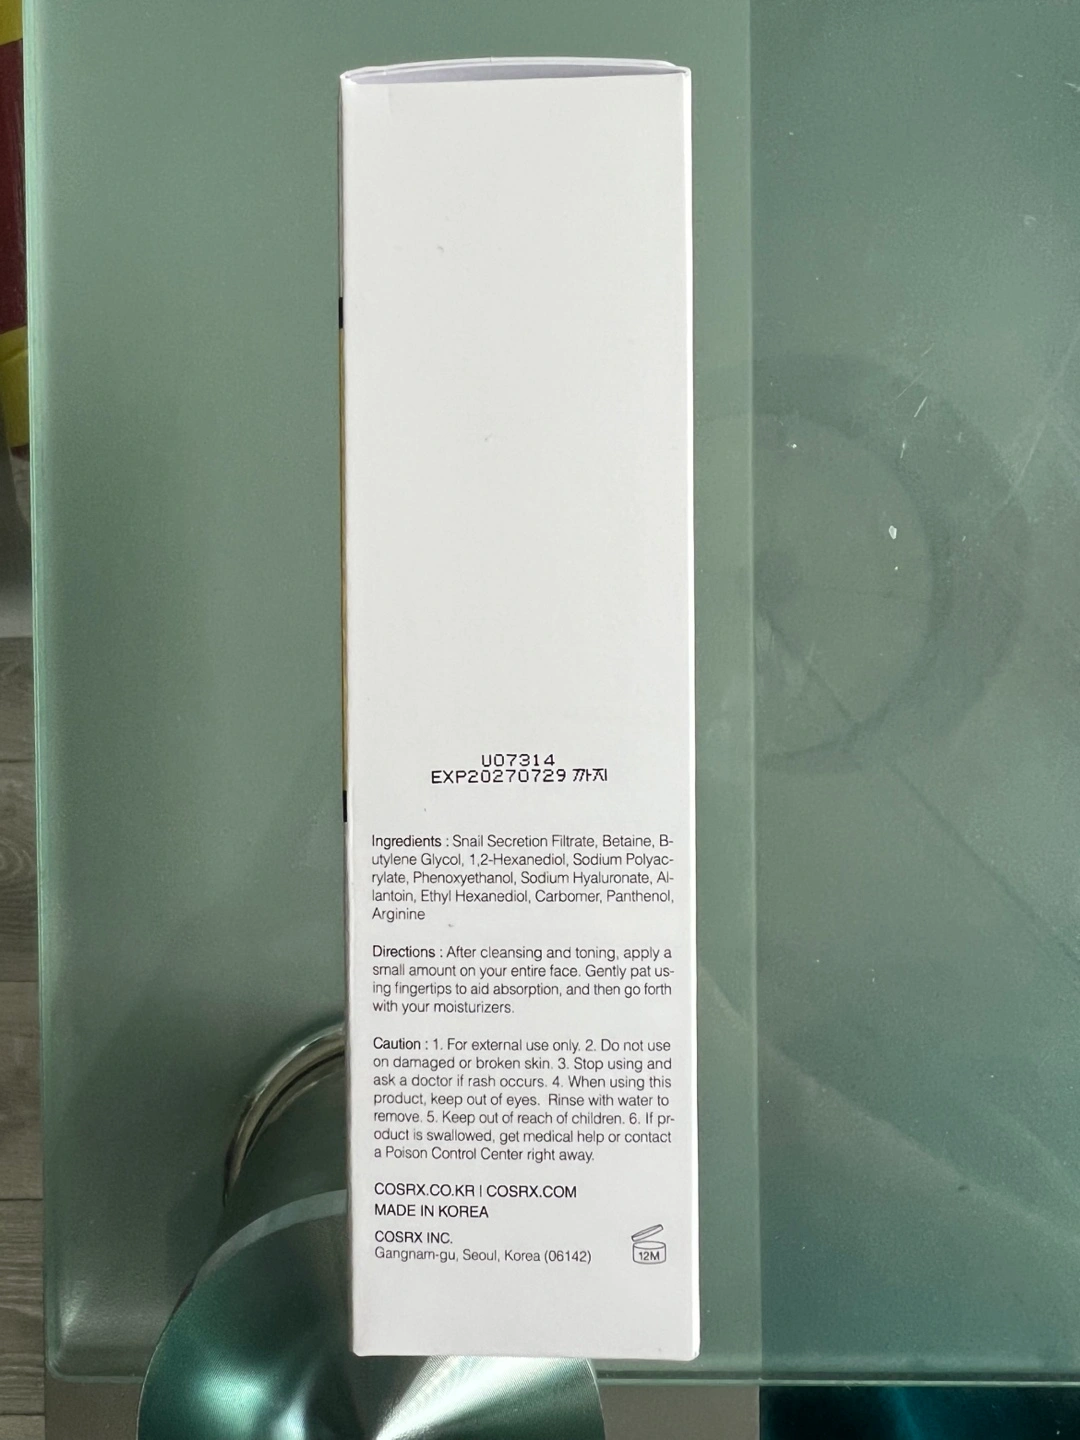 U07314
EXP20270729 까지
Ingredients : Snail Secretion Filtrate, Betaine, B-
utylene Glycol, 1,2-Hexanediol, Sodium Polyac-
rylate, Phenoxyethanol, Sodium Hyaluronate, Al-
lantoin, Ethyl Hexanediol, Carbomer, Panthenol,
Arginine
Directions : After cleansing and toning, apply a
small amount on your entire face. Gently pat us-
ing fingertips to aid absorption, and then go forth
with your moisturizers.
Caution : 1. For external use only. 2. Do not use
on damaged or broken skin. 3. Stop using and
ask a doctor if rash occurs. 4. When using this
product, keep out of eyes. Rinse with water to
remove. 5. Keep out of reach of children. 6. If pr-
oduct is swallowed, get medical help or contact
a Poison Control Center right away.
COSRX.CO.KR | COSRX.COM
MADE IN KOREA
COSRX INC.
Gangnam-gu, Seoul, Korea (06142)
12M